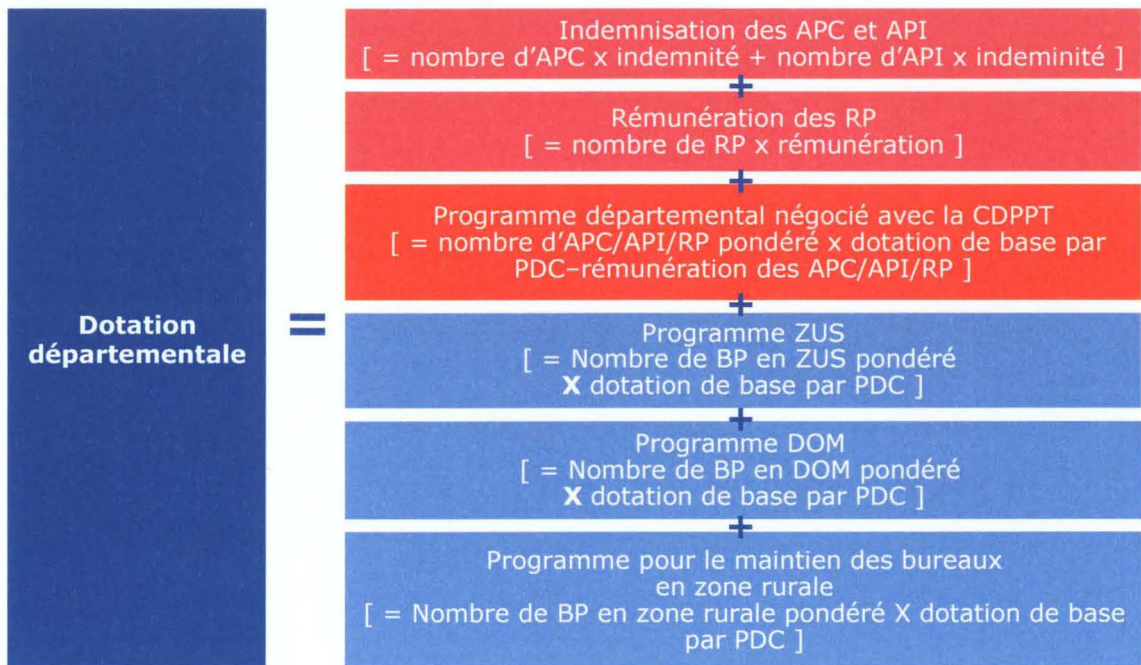 Dotation
départementale
=
Indemnisation des APC et API
[ = nombre d'APC x indemnité + nombre d'API x indeminité ]
+
Rémunération des RP
[ = nombre de RP x rémunération ]
+
Programme départemental négocié avec la CDPPT
[ = nombre d'APC/API/RP pondéré x dotation de base par
PDC–rémunération des APC/API/RP ]
+
Programme ZUS
[ = Nombre de BP en ZUS pondéré
X dotation de base par PDC ]
+
Programme DOM
[ = Nombre de BP en DOM pondéré
X dotation de base par PDC ]
+
Programme pour le maintien des bureaux
en zone rurale
[ = Nombre de BP en zone rurale pondéré X dotation de base
par PDC ]